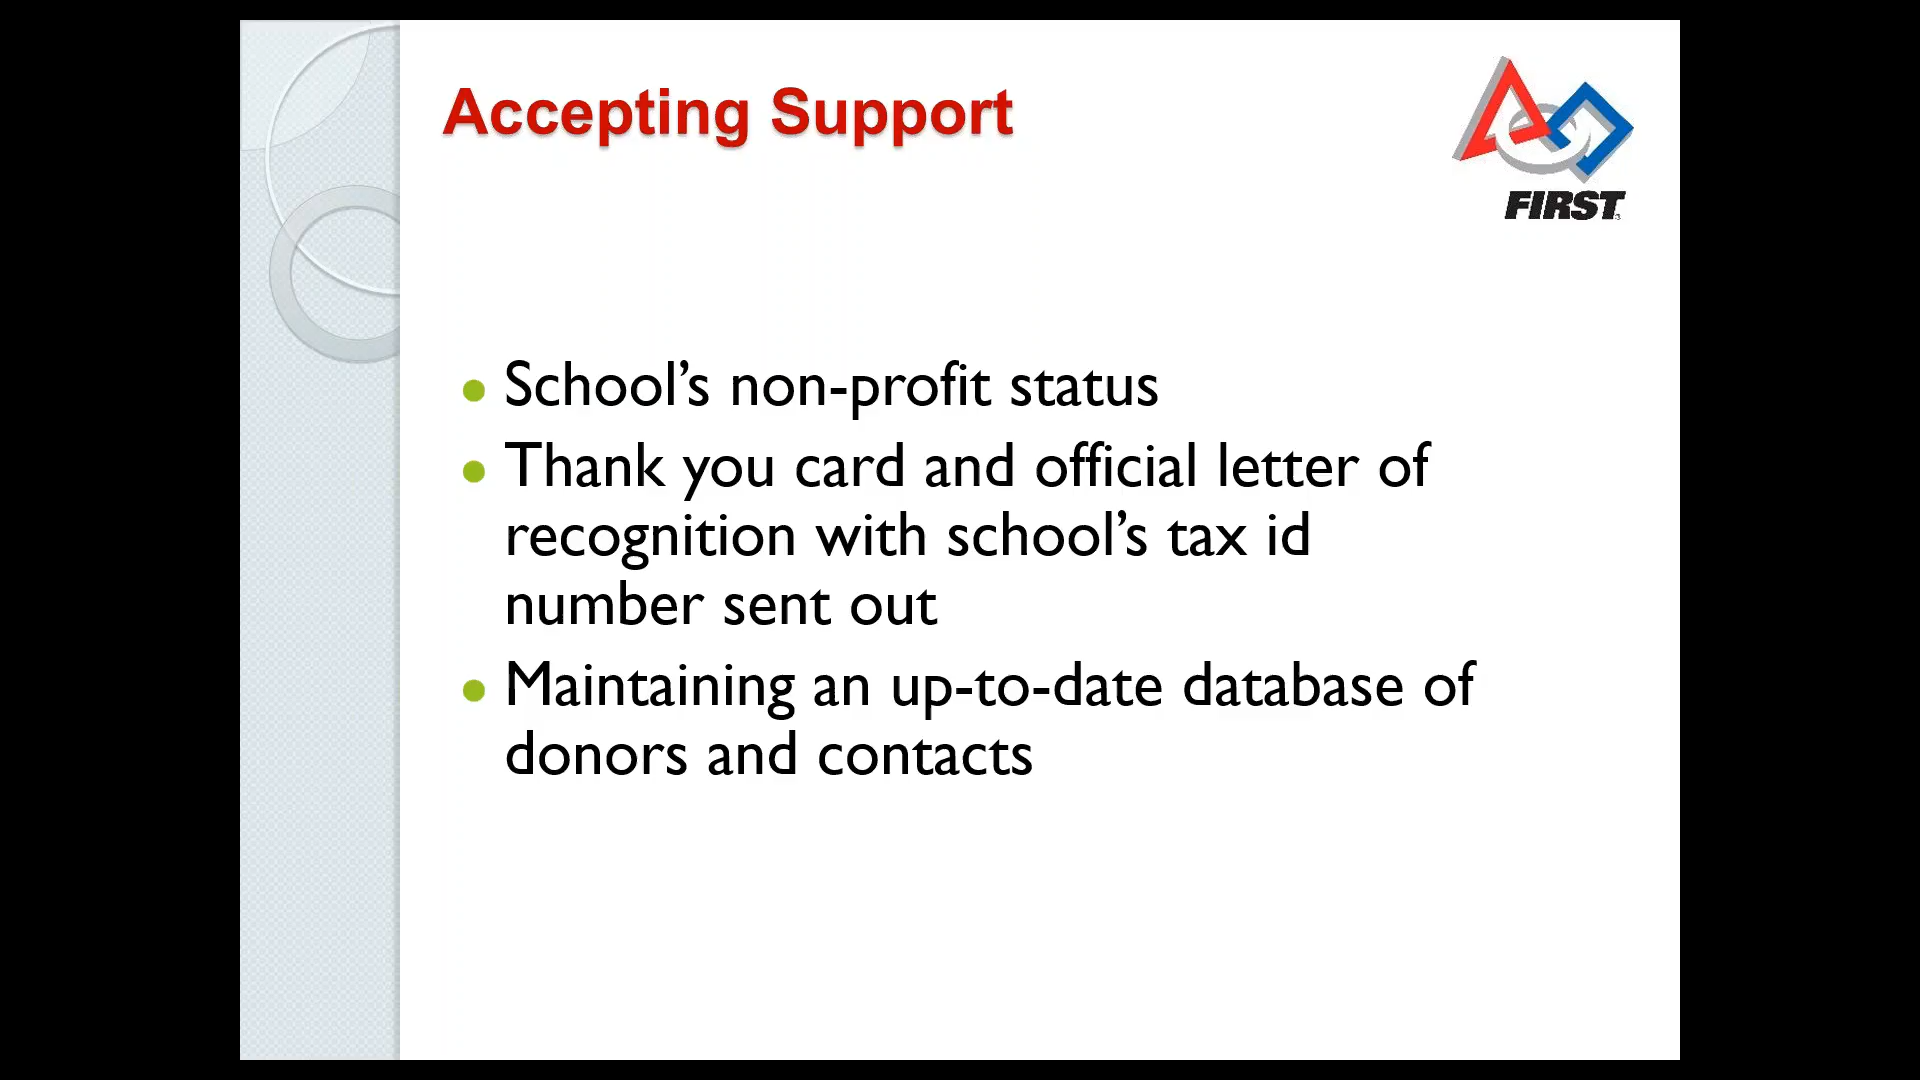 Accepting Support
FIRST
• School’s non-profit status
• Thank you card and official letter of
recognition with school’s tax id
number sent out
• Maintaining an up-to-date database of
donors and contacts